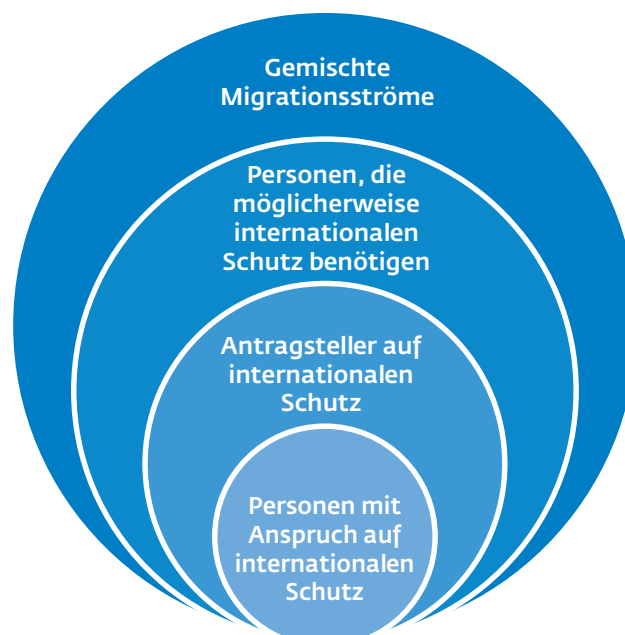 Gemischte
Migrationsströme
Personen, die
möglicherweise
internationalen
Schutz benötigen
Antragsteller auf
internationalen
Schutz
Personen mit
Anspruch auf
internationalen
Schutz